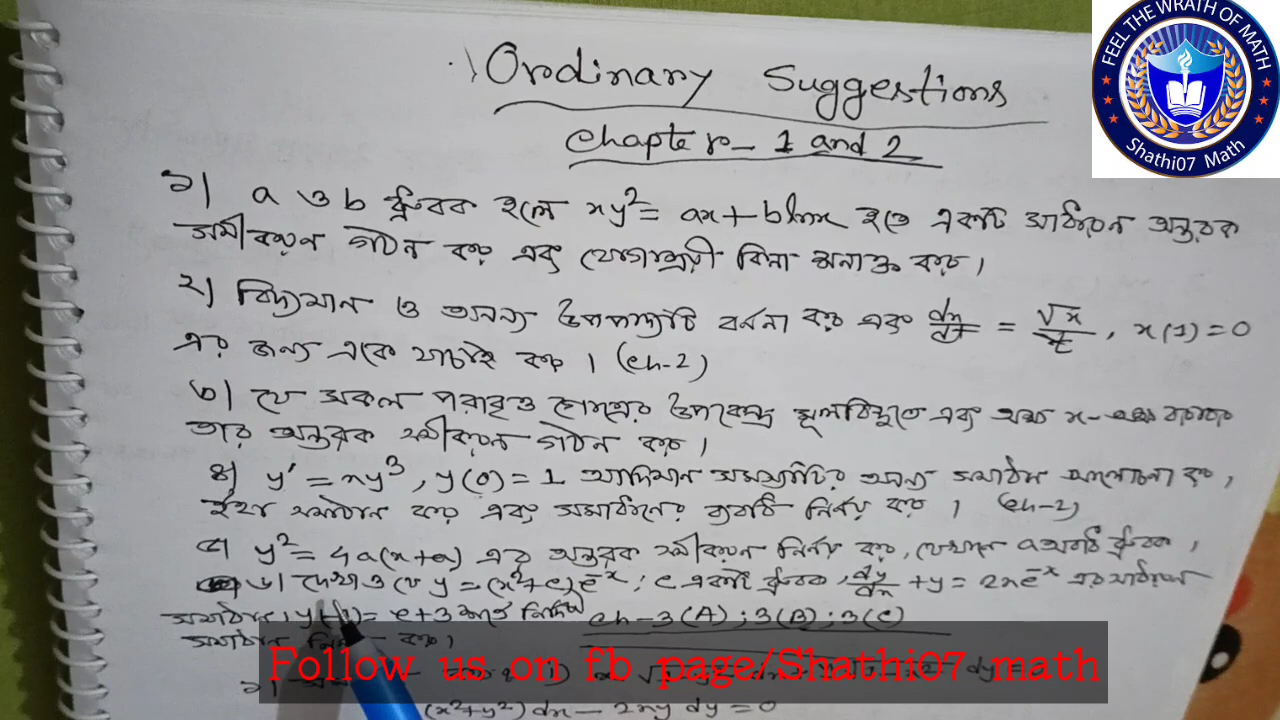 FEEL THE WRATH OF MATH
Shathi07 Math
Ordinary Suggestions
Chapter - 1 and 2
১| a ও b ধ্রুবক হলে xy² = ax + b lnx হতে একটি সাধারন অন্তরক
সমীকরণ গঠন কর এবং যোগাশ্রয়ী কিনা সনাক্ত কর।
২| বিদ্যমান ও অনন্য উপপাদ্যটি বর্ননা কর এবং dx/dt = √x/t, x(1) = 0
এর জন্য একে যাচাই কর। (ch-2)
৩| যে সকল পরাবৃত্ত গোত্রের উপকেন্দ্র মূলবিন্দুতে এবং অক্ষ x- অক্ষ বরাবর
তার অন্তরক সমীকরন গঠন কর।
৪| y' = xy³, y(0) = 1 আদিমান সমস্যাটির অনন্য সমাধান আলোচনা কর,
ইহা সমাধান কর এবং সমাধানের ব্যবধি নির্ণয় কর। (ch-2)
৫| y² = 4a(x+a) এর অন্তরক সমীকরন নির্ণয় কর, যেখানে a একটি ধ্রুবক,
৬| দেখাও যে y = (x²+c)e⁻ˣ, c একটি ধ্রুবক, dy/dx + y = 2xe⁻ˣ এর সাধারণ
সমাধান, y(-1) = e+3 শর্তে নির্দিষ্ট
ch-3(A); 3(B); 3(C)
সমাধান কর।
১|
(x²+y²) dx - 2xy dy = 0
Follow us on fb page/Shathi07 math